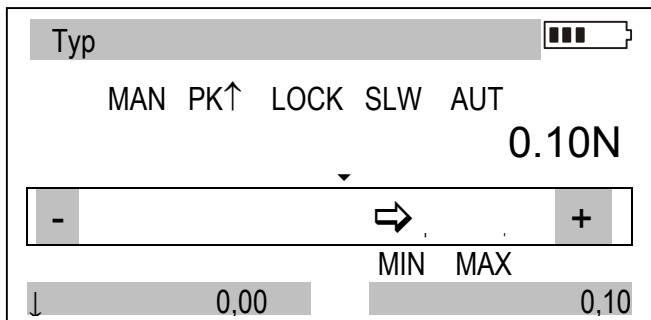 Typ
MAN PK↑ LOCK SLW AUT
0.10N
- +
MIN MAX
↓ 0,00 0,10